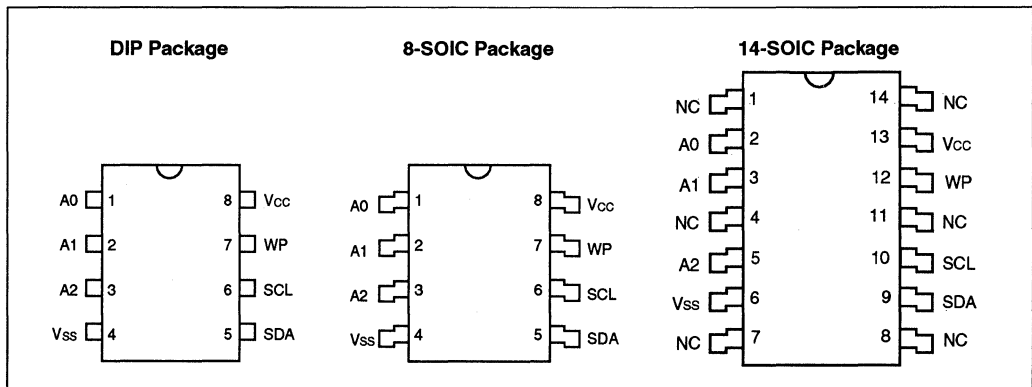 DIP Package
A0 1 8 Vcc
A1 2 7 WP
A2 3 6 SCL
Vss 4 5 SDA
8-SOIC Package
A0 1 8 Vcc
A1 2 7 WP
A2 3 6 SCL
Vss 4 5 SDA
14-SOIC Package
NC 1 14 NC
A0 2 13 Vcc
A1 3 12 WP
NC 4 11 NC
A2 5 10 SCL
Vss 6 9 SDA
NC 7 8 NC